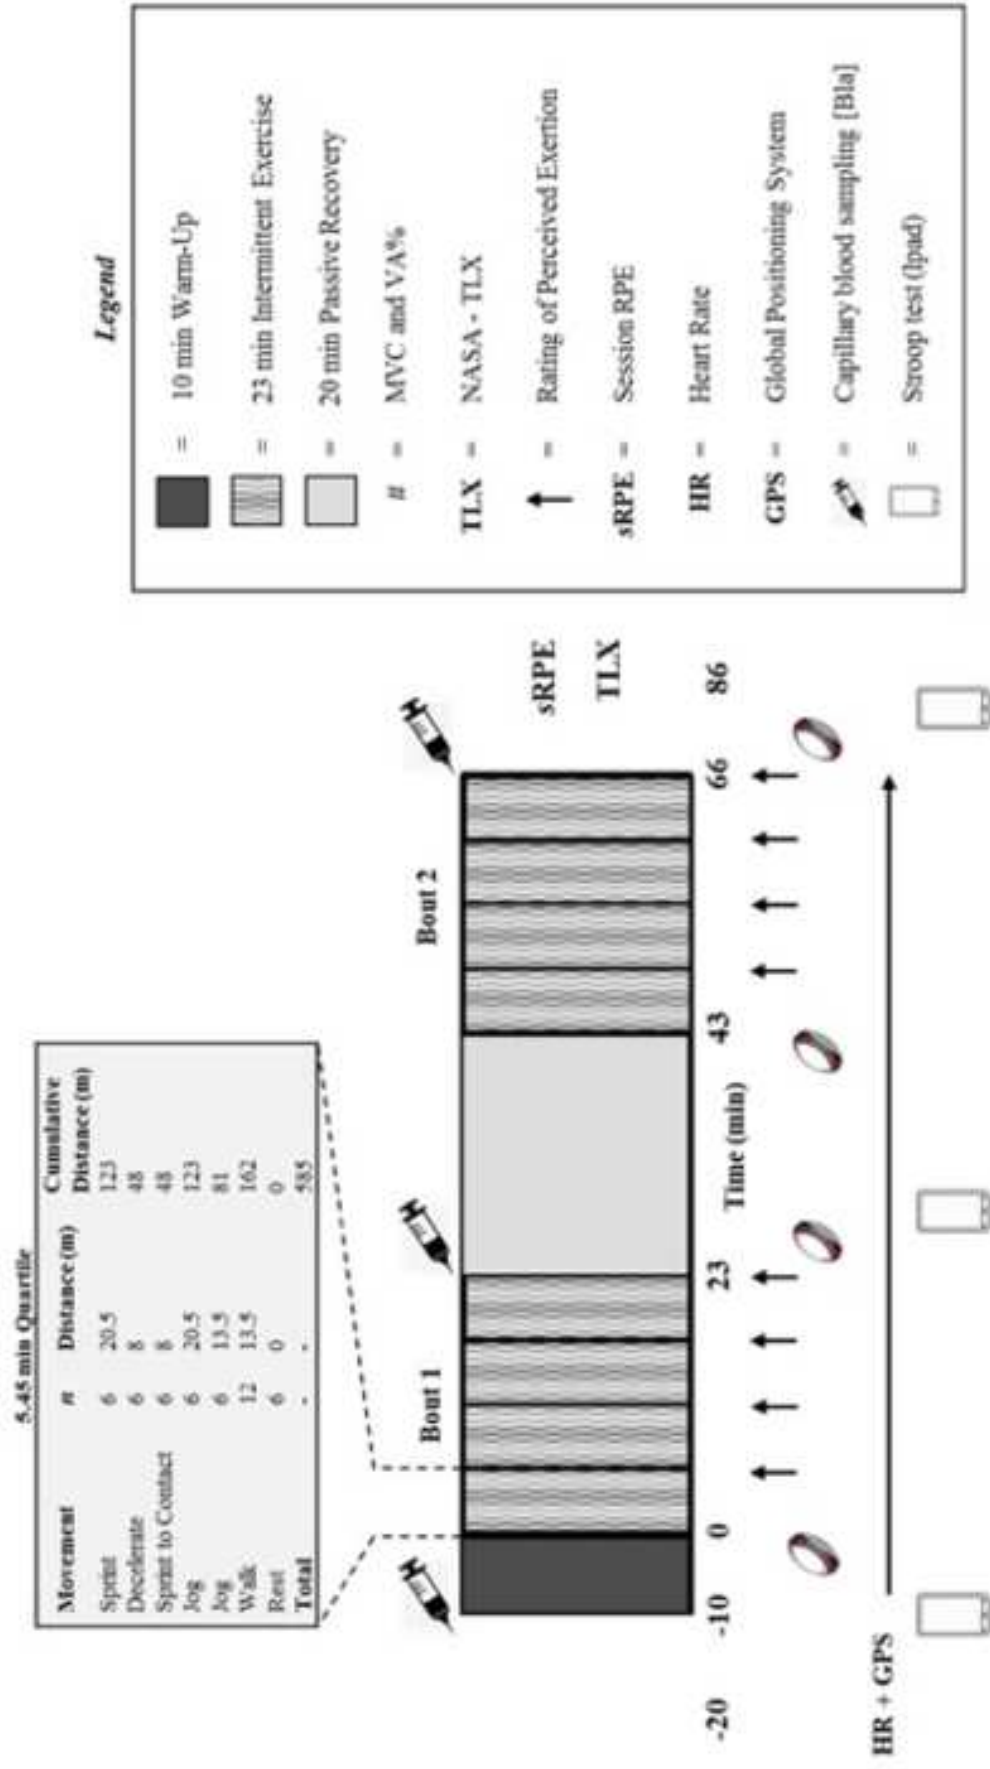 5.45 min Quartile
Movement # Distance (m) Cumulative Distance (m)
Sprint 6 20.5 123
Decelerate 6 8 48
Sprint to Contact 6 8 48
Jog 6 20.5 123
Jog 6 13.5 81
Walk 12 13.5 162
Rest 6 0 0
Total - - 585
Bout 1 Bout 2
sRPE
TLX
-20 -10 0 23 43 66 86
Time (min)
HR + GPS
Legend
= 10 min Warm-Up
= 23 min Intermittent Exercise
= 20 min Passive Recovery
# = MVC and VA%
TLX = NASA - TLX
= Rating of Perceived Exertion
sRPE = Session RPE
HR = Heart Rate
GPS = Global Positioning System
= Capillary blood sampling [Bla]
= Stroop test (Ipad)